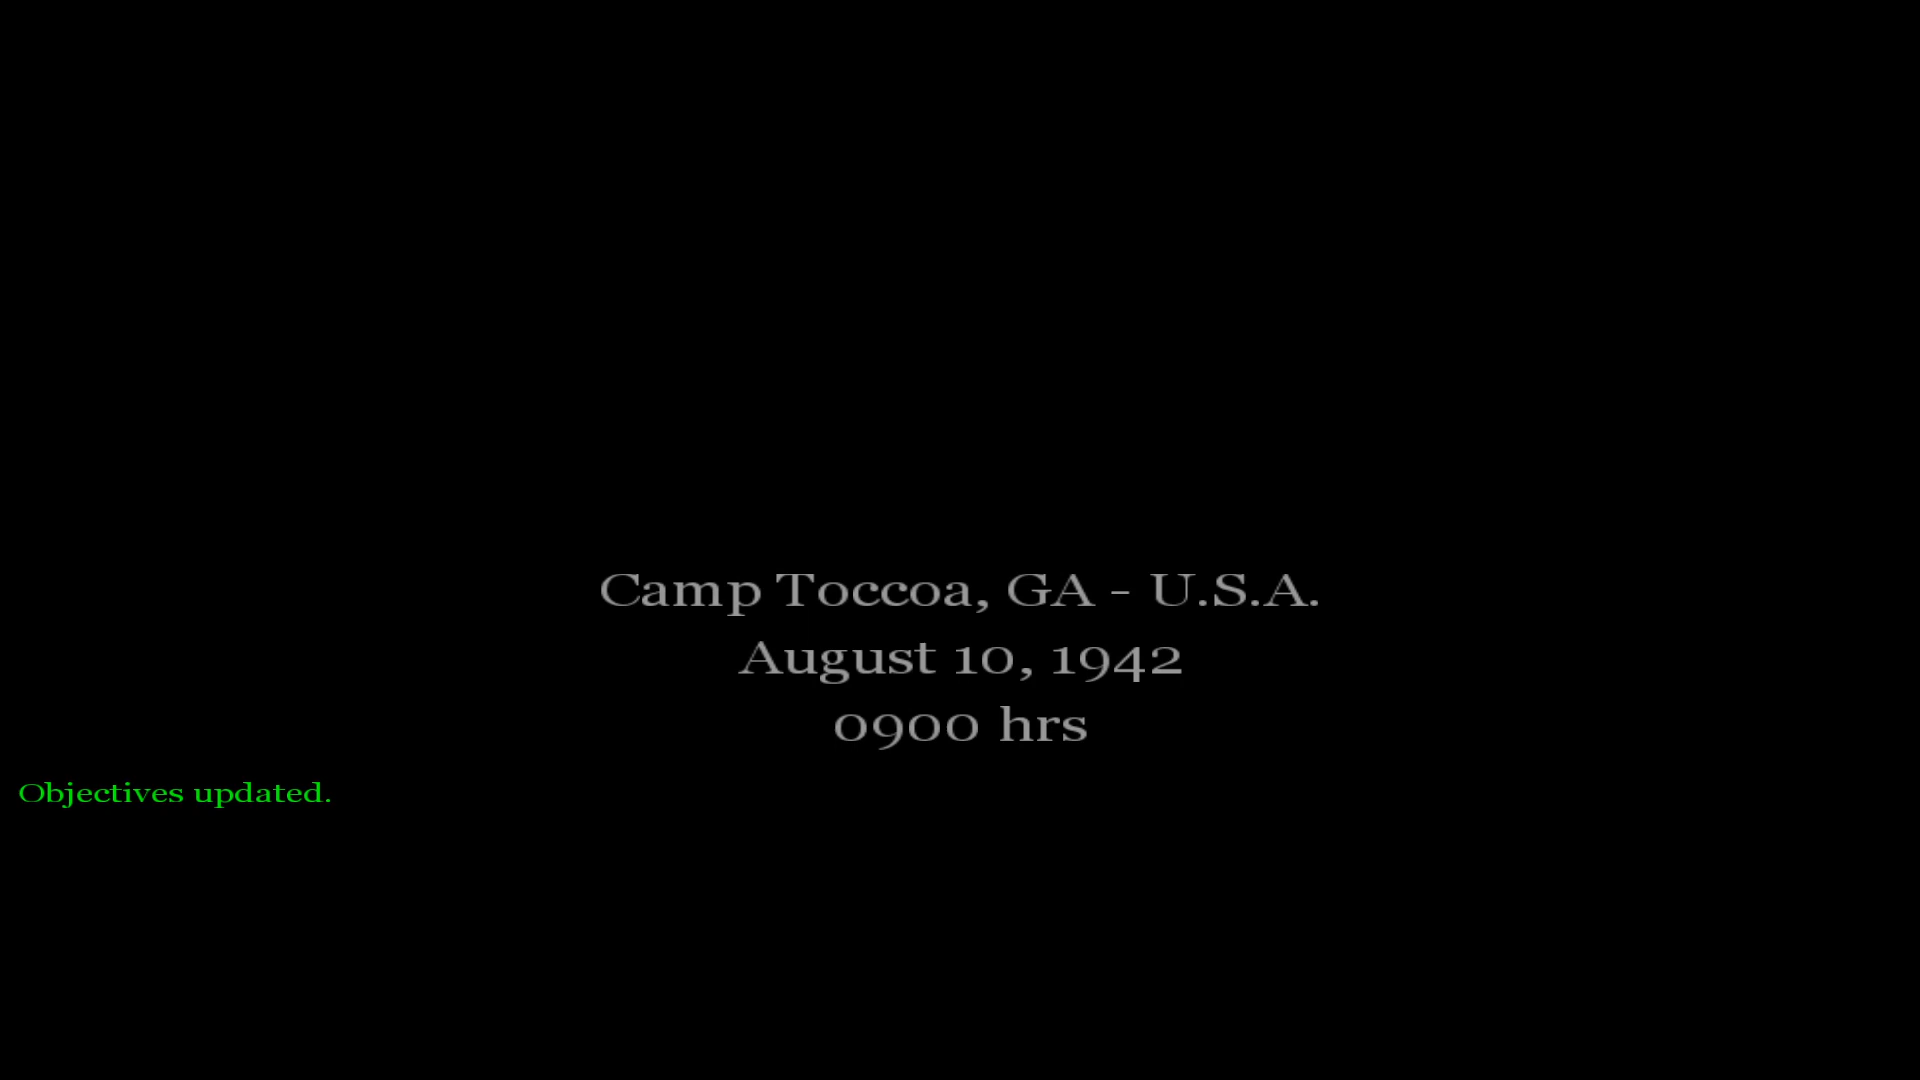 Camp Toccoa, GA - U.S.A.
August 10, 1942
0900 hrs
Objectives updated.